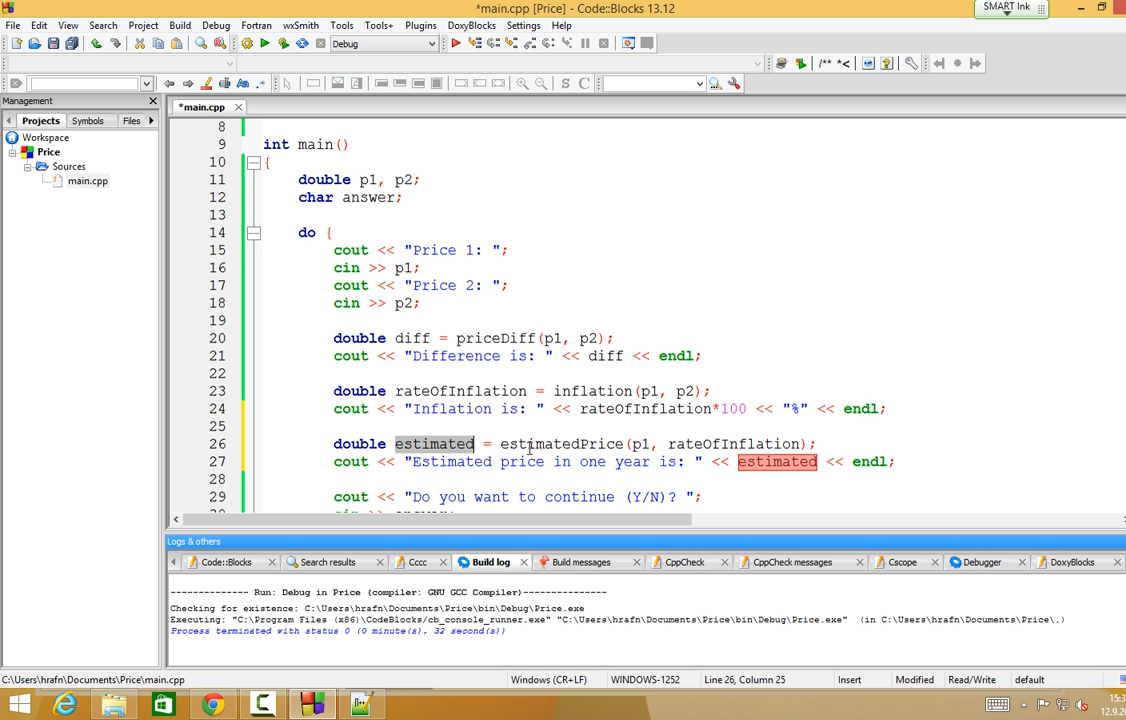 *main.cpp [Price] - Code::Blocks 13.12
SMART Ink
File Edit View Search Project Build Debug Fortran wxSmith Tools Tools+ Plugins DoxyBlocks Settings Help
Debug
/** *<
S C
Management
Projects Symbols Files
*main.cpp
Workspace
Price
Sources
main.cpp
8
9 int main()
10 {
11 double p1, p2;
12 char answer;
13
14 do {
15 cout << "Price 1: ";
16 cin >> p1;
17 cout << "Price 2: ";
18 cin >> p2;
19
20 double diff = priceDiff(p1, p2);
21 cout << "Difference is: " << diff << endl;
22
23 double rateOfInflation = inflation(p1, p2);
24 cout << "Inflation is: " << rateOfInflation*100 << "%" << endl;
25
26 double estimated = estimatedPrice(p1, rateOfInflation);
27 cout << "Estimated price in one year is: " << estimated << endl;
28
29 cout << "Do you want to continue (Y/N)? ";
Logs & others
Code::Blocks Search results Cccc Build log Build messages CppCheck CppCheck messages Cscope Debugger DoxyBlocks
-------------- Run: Debug in Price (compiler: GNU GCC Compiler)---------------
Checking for existence: C:\Users\hrafn\Documents\Price\bin\Debug\Price.exe
Executing: "C:\Program Files (x86)\CodeBlocks/cb_console_runner.exe" "C:\Users\hrafn\Documents\Price\bin\Debug\Price.exe" (in C:\Users\hrafn\Documents\Price\.)
Process terminated with status 0 (0 minute(s), 32 second(s))
C:\Users\hrafn\Documents\Price\main.cpp Windows (CR+LF) WINDOWS-1252 Line 26, Column 25 Insert Modified Read/Write default